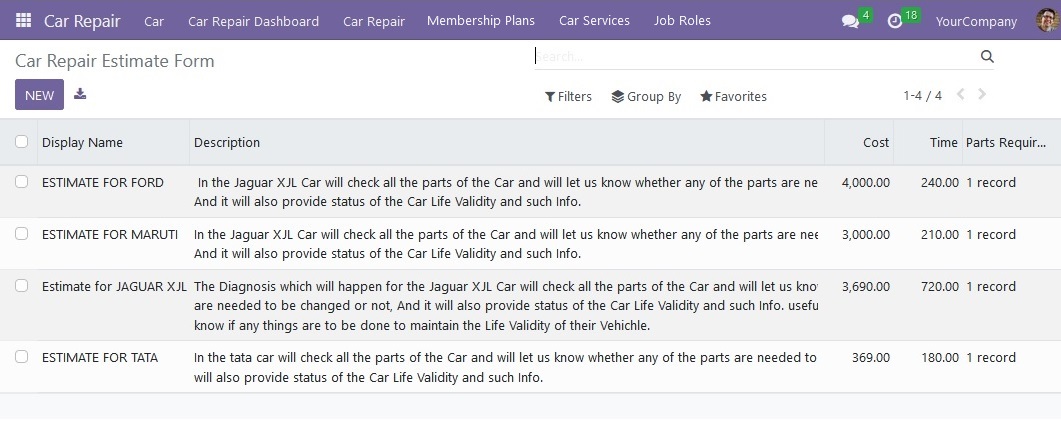 Car Repair Car Car Repair Dashboard Car Repair Membership Plans Car Services Job Roles 4 18 YourCompany
Car Repair Estimate Form
Search...
NEW
Filters Group By Favorites 1-4 / 4
Display Name Description Cost Time Parts Requir...
ESTIMATE FOR FORD In the Jaguar XJL Car will check all the parts of the Car and will let us know whether any of the parts are ne 4,000.00 240.00 1 record
And it will also provide status of the Car Life Validity and such Info.
ESTIMATE FOR MARUTI In the Jaguar XJL Car will check all the parts of the Car and will let us know whether any of the parts are nee 3,000.00 210.00 1 record
And it will also provide status of the Car Life Validity and such Info.
Estimate for JAGUAR XJL The Diagnosis which will happen for the Jaguar XJL Car will check all the parts of the Car and will let us kno 3,690.00 720.00 1 record
are needed to be changed or not, And it will also provide status of the Car Life Validity and such Info. usefu
know if any things are to be done to maintain the Life Validity of their Vehichle.
ESTIMATE FOR TATA In the tata car will check all the parts of the Car and will let us know whether any of the parts are needed to 369.00 180.00 1 record
will also provide status of the Car Life Validity and such Info.